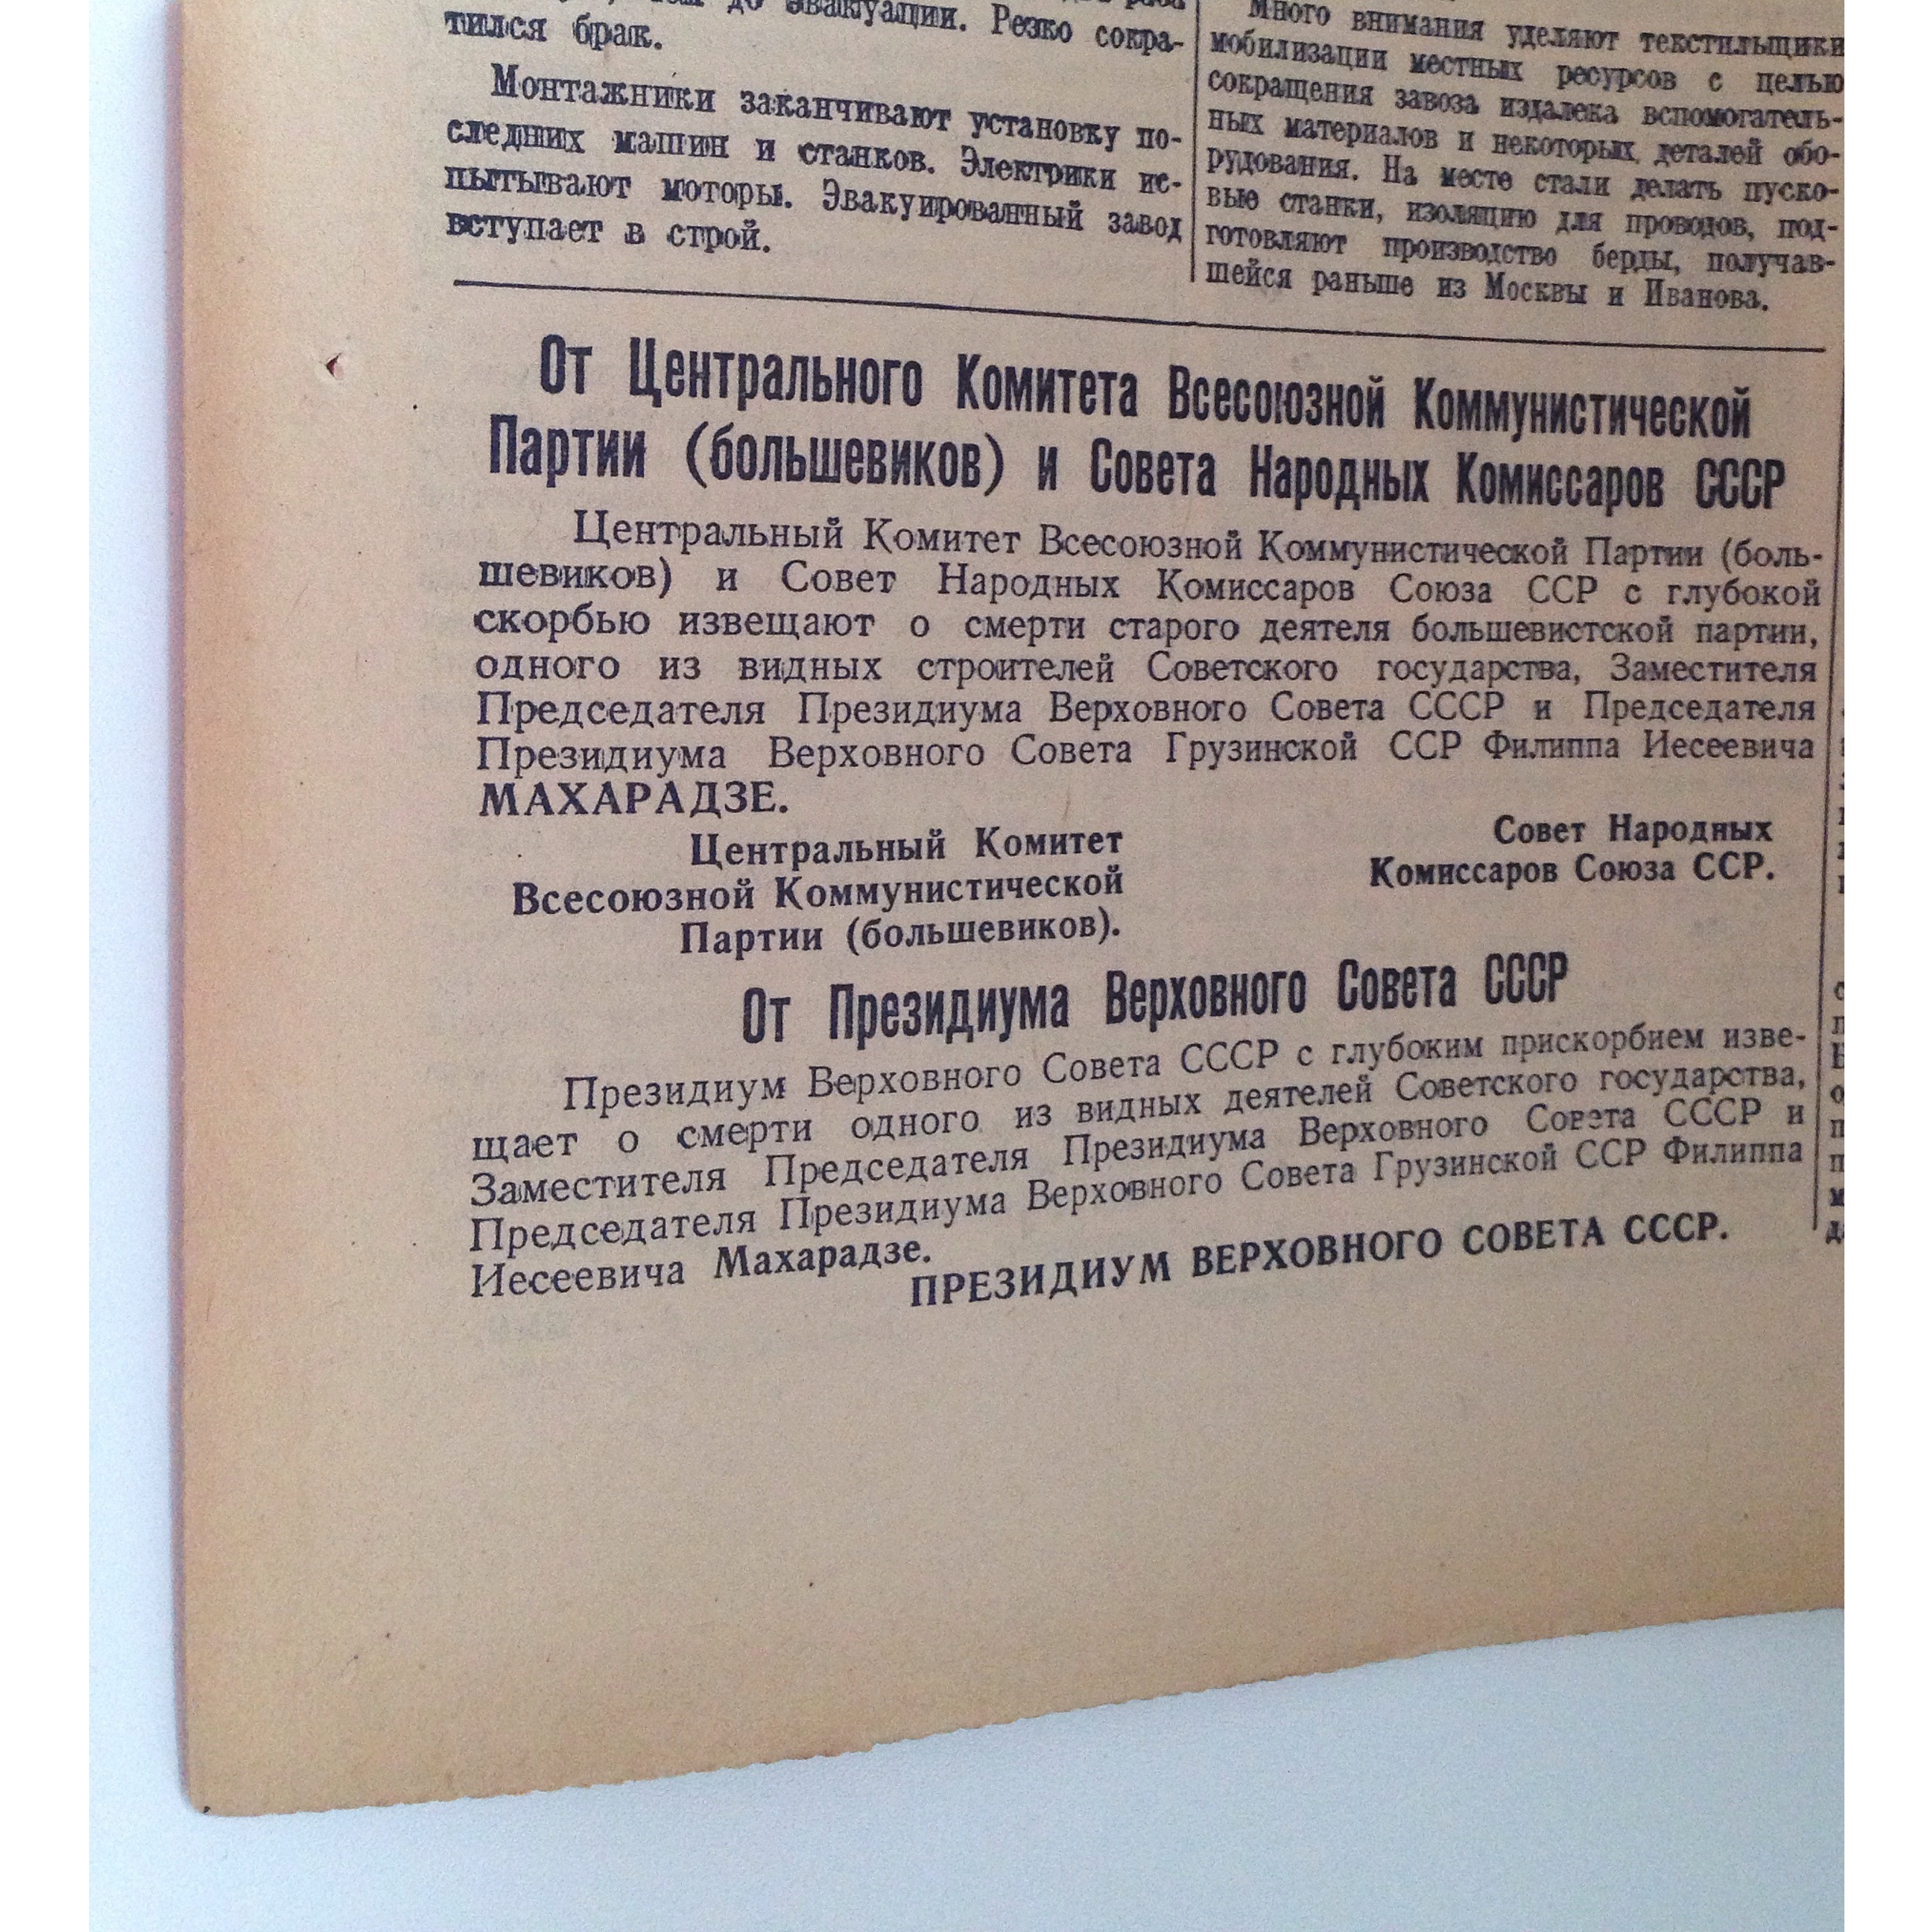 до эвакуации. Резко сокра-
тился брак.
Монтажники заканчивают установку по-
следних машин и станков. Электрики ис-
пытывают моторы. Эвакуированный завод
вступает в строй.
Много внимания уделяют текстильщики
мобилизации местных ресурсов с целью
сокращения завоза издалека вспомогатель-
ных материалов и некоторых деталей обо-
рудования. На месте стали делать пуско-
вые станки, изоляцию для проводов, под-
готовляют производство берды, получав-
шейся раньше из Москвы и Иванова.
От Центрального Комитета Всесоюзной Коммунистической
Партии (большевиков) и Совета Народных Комиссаров СССР
Центральный Комитет Всесоюзной Коммунистической Партии (боль-
шевиков) и Совет Народных Комиссаров Союза ССР с глубокой
скорбью извещают о смерти старого деятеля большевистской партии,
одного из видных строителей Советского государства, Заместителя
Председателя Президиума Верховного Совета СССР и Председателя
Президиума Верховного Совета Грузинской ССР Филиппа Иесеевича
МАХАРАДЗЕ.
Центральный Комитет
Всесоюзной Коммунистической
Партии (большевиков).
Совет Народных
Комиссаров Союза ССР.
От Президиума Верховного Совета СССР
Президиум Верховного Совета СССР с глубоким прискорбием изве-
щает о смерти одного из видных деятелей Советского государства,
Заместителя Председателя Президиума Верховного Совета СССР и
Председателя Президиума Верховного Совета Грузинской ССР Филиппа
Иесеевича Махарадзе.
ПРЕЗИДИУМ ВЕРХОВНОГО СОВЕТА СССР.